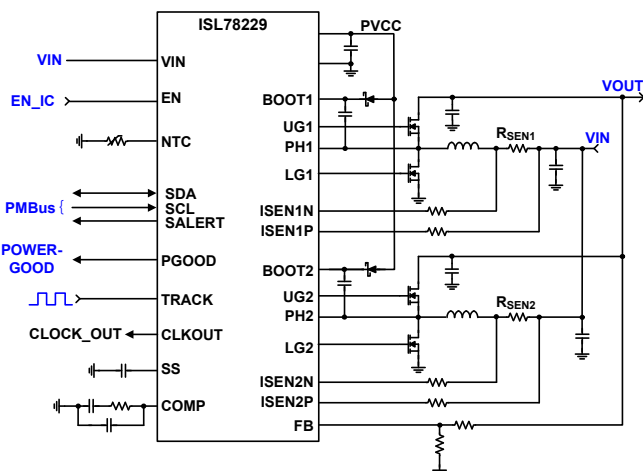 ISL78229
PVCC
VIN
VIN
VOUT
EN_IC
EN
BOOT1
UG1
NTC
PH1
RSEN1
VIN
LG1
SDA
PMBus {
SCL
ISEN1N
SALERT
ISEN1P
POWER-
GOOD
PGOOD
BOOT2
TRACK
UG2
PH2
RSEN2
CLOCK_OUT
CLKOUT
LG2
SS
ISEN2N
COMP
ISEN2P
FB